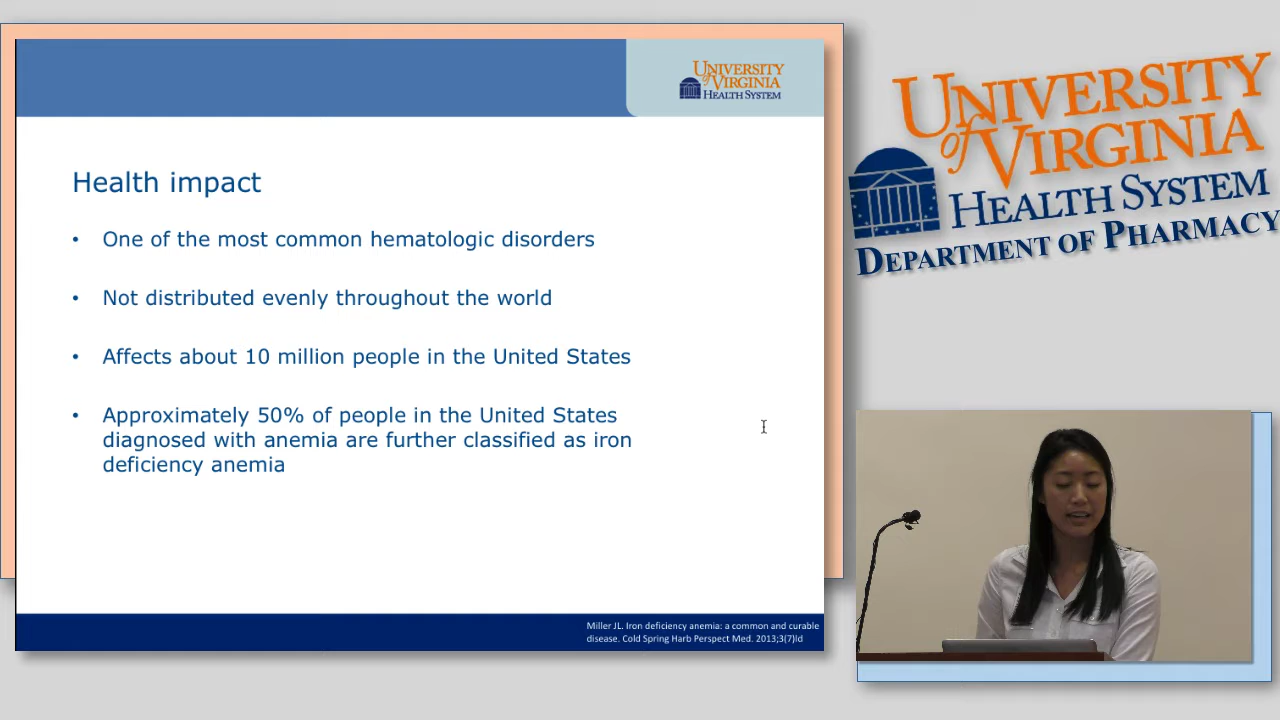 UNIVERSITY
of VIRGINIA
HEALTH SYSTEM
Health impact
• One of the most common hematologic disorders
• Not distributed evenly throughout the world
• Affects about 10 million people in the United States
• Approximately 50% of people in the United States
diagnosed with anemia are further classified as iron
deficiency anemia
Miller JL. Iron deficiency anemia: a common and curable
disease. Cold Spring Harb Perspect Med. 2013;3(7)ld
UNIVERSITY
of VIRGINIA
HEALTH SYSTEM
DEPARTMENT OF PHARMACY